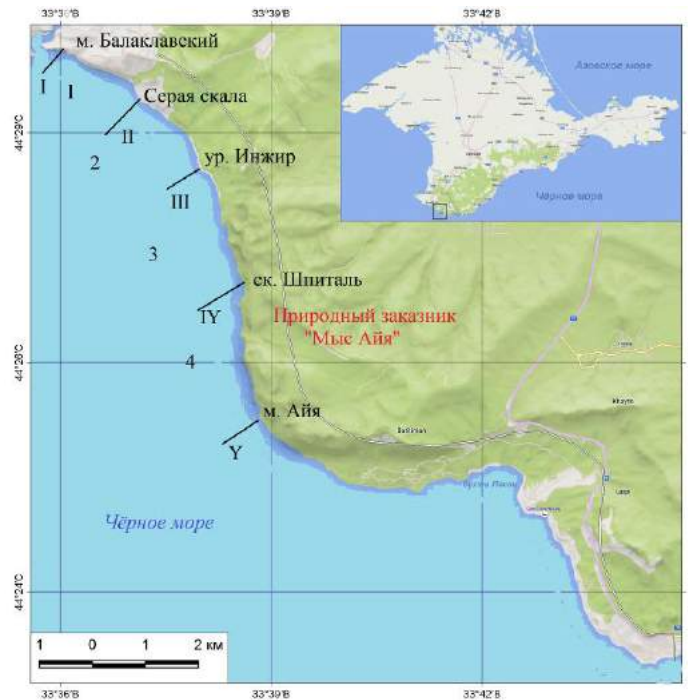 33°36'В 33°39'В 33°42'В
м. Балаклавский
Азовское море
I I
Серая скала
44°29'С
II
2
ур. Инжир
Чёрное море
III
3
ск. Шпиталь
IY
Природный заказник
"Мыс Айя"
4
44°26'С
м. Айя
Y
Чёрное море
44°24'С
1 0 1 2 км
33°36'В 33°39'В 33°42'В